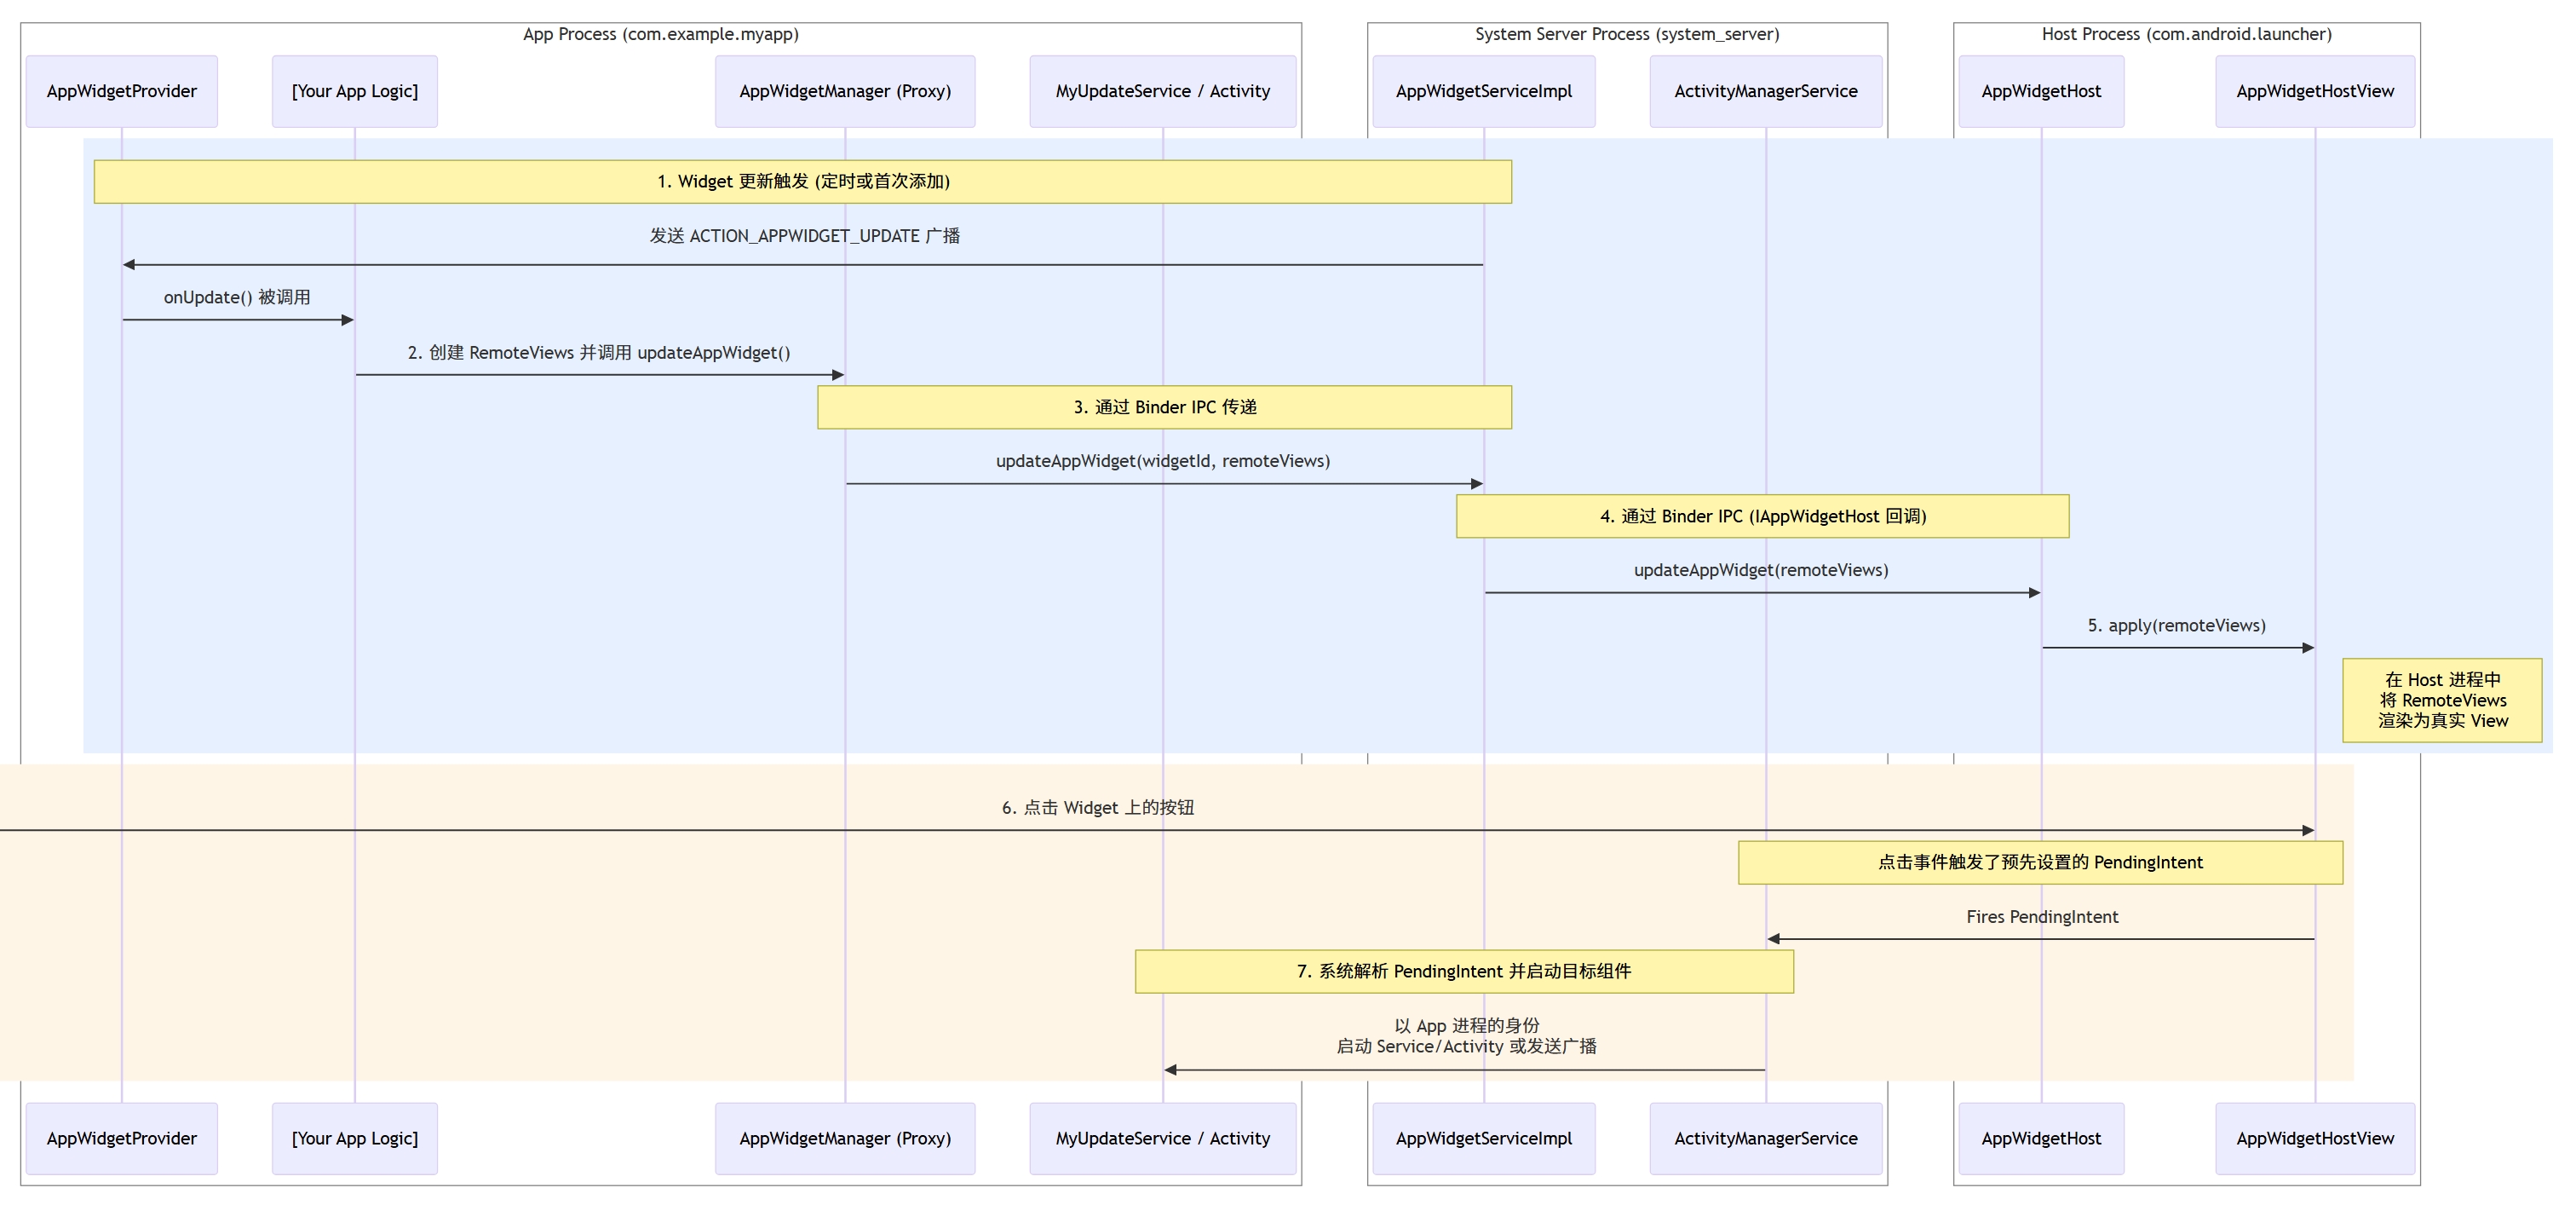 App Process (com.example.myapp)
System Server Process (system_server)
Host Process (com.android.launcher)
AppWidgetProvider
[Your App Logic]
AppWidgetManager (Proxy)
MyUpdateService / Activity
AppWidgetServiceImpl
ActivityManagerService
AppWidgetHost
AppWidgetHostView
1. Widget 更新触发 (定时或首次添加)
发送 ACTION_APPWIDGET_UPDATE 广播
onUpdate() 被调用
2. 创建 RemoteViews 并调用 updateAppWidget()
3. 通过 Binder IPC 传递
updateAppWidget(widgetId, remoteViews)
4. 通过 Binder IPC (IAppWidgetHost 回调)
updateAppWidget(remoteViews)
5. apply(remoteViews)
在 Host 进程中
将 RemoteViews
渲染为真实 View
6. 点击 Widget 上的按钮
点击事件触发了预先设置的 PendingIntent
Fires PendingIntent
7. 系统解析 PendingIntent 并启动目标组件
以 App 进程的身份
启动 Service/Activity 或发送广播
AppWidgetProvider
[Your App Logic]
AppWidgetManager (Proxy)
MyUpdateService / Activity
AppWidgetServiceImpl
ActivityManagerService
AppWidgetHost
AppWidgetHostView